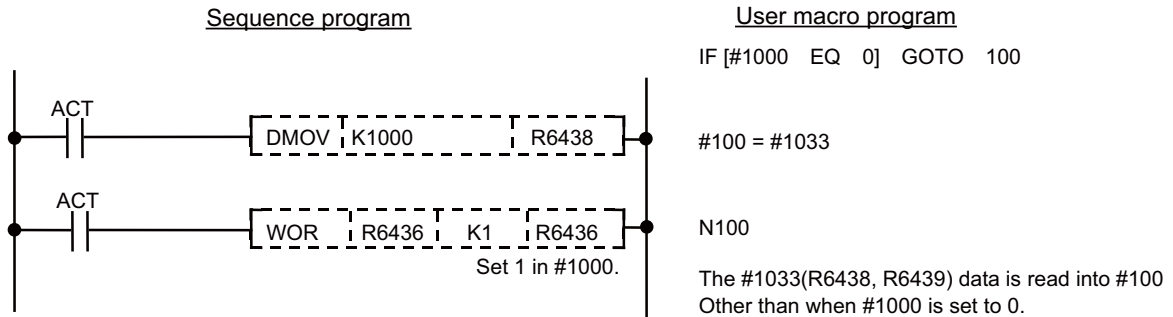 Sequence program
User macro program
IF [#1000 EQ 0] GOTO 100
ACT
DMOV K1000 R6438
#100 = #1033
ACT
WOR R6436 K1 R6436
N100
Set 1 in #1000.
The #1033(R6438, R6439) data is read into #100
Other than when #1000 is set to 0.